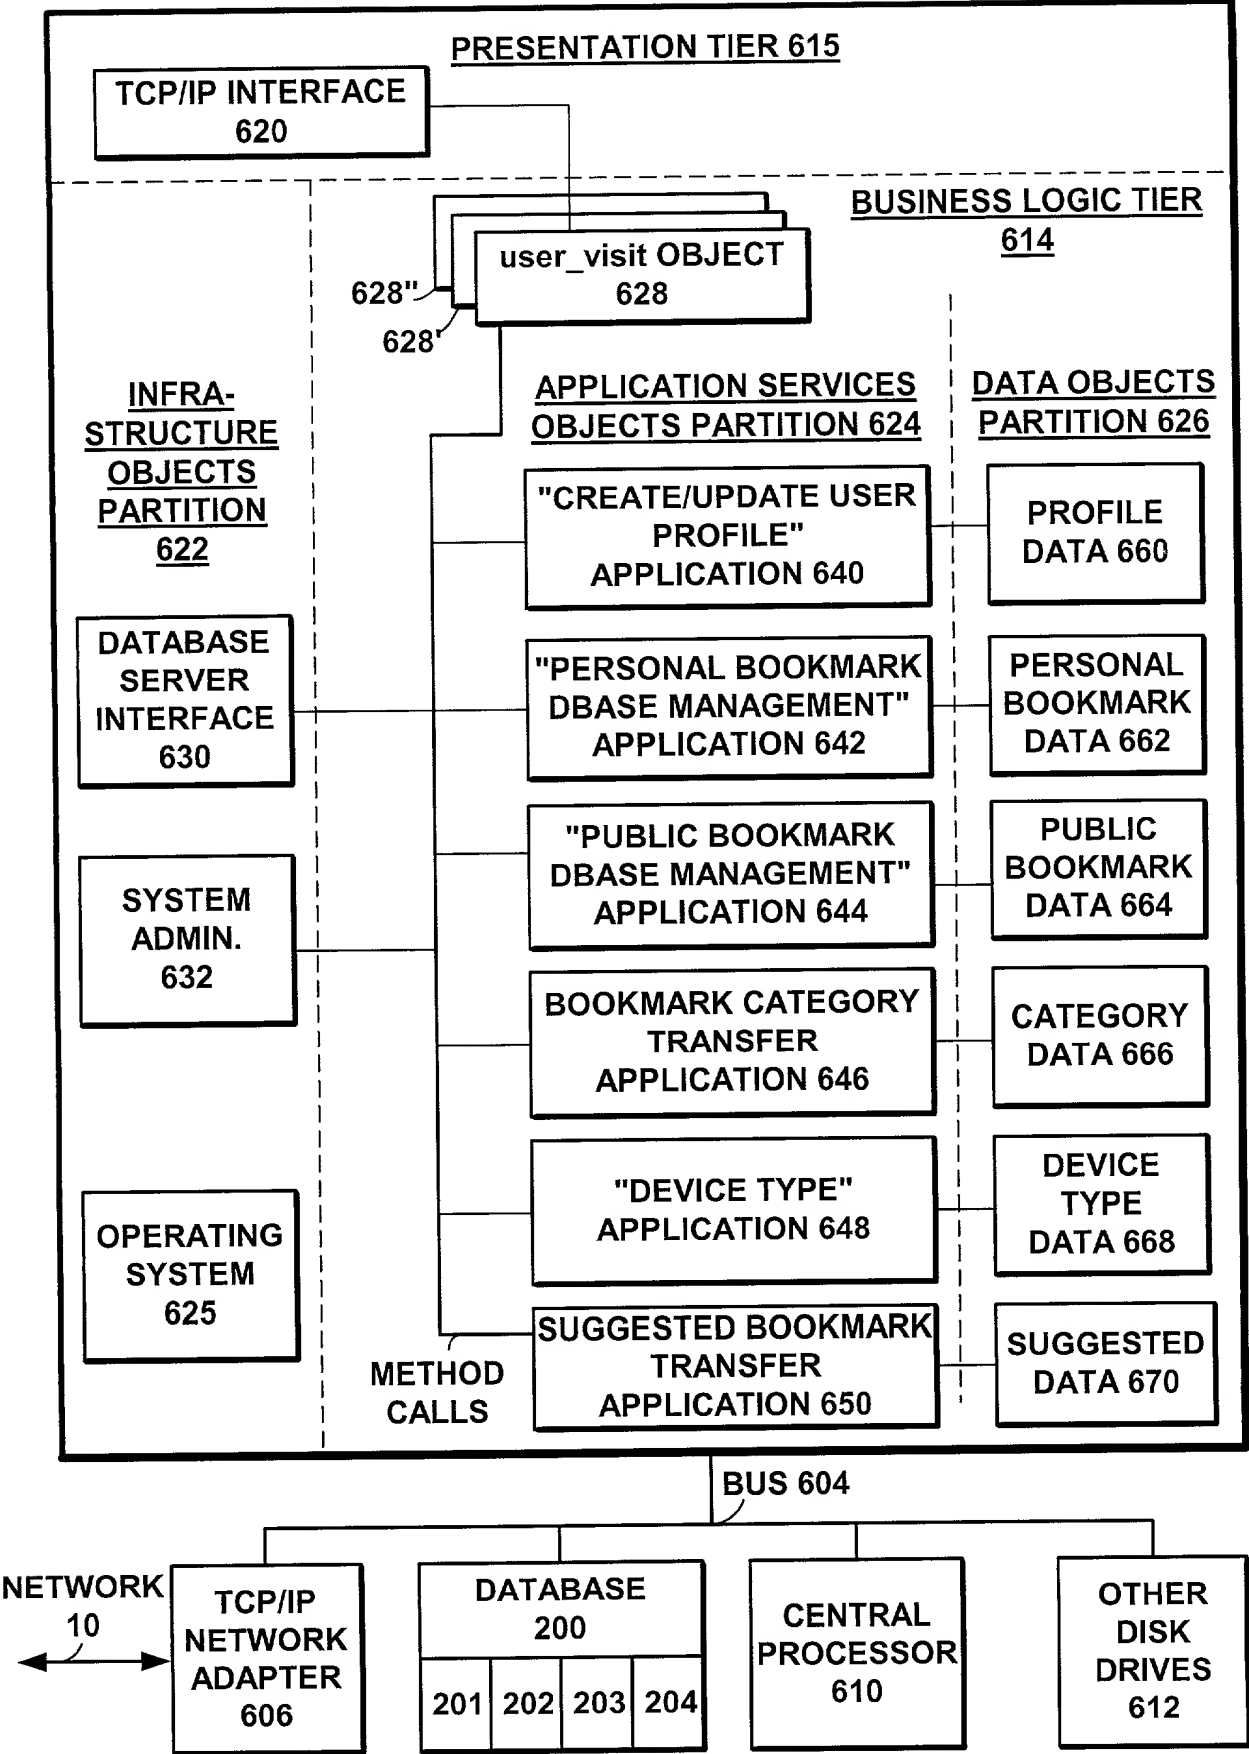 PRESENTATION TIER 615
TCP/IP INTERFACE
620
BUSINESS LOGIC TIER
614
user_visit OBJECT
628
628"
628'
INFRA-
STRUCTURE
OBJECTS
PARTITION
622
APPLICATION SERVICES
OBJECTS PARTITION 624
DATA OBJECTS
PARTITION 626
"CREATE/UPDATE USER
PROFILE"
APPLICATION 640
PROFILE
DATA 660
DATABASE
SERVER
INTERFACE
630
"PERSONAL BOOKMARK
DBASE MANAGEMENT"
APPLICATION 642
PERSONAL
BOOKMARK
DATA 662
"PUBLIC BOOKMARK
DBASE MANAGEMENT"
APPLICATION 644
PUBLIC
BOOKMARK
DATA 664
SYSTEM
ADMIN.
632
BOOKMARK CATEGORY
TRANSFER
APPLICATION 646
CATEGORY
DATA 666
"DEVICE TYPE"
APPLICATION 648
DEVICE
TYPE
DATA 668
OPERATING
SYSTEM
625
SUGGESTED BOOKMARK
TRANSFER
APPLICATION 650
SUGGESTED
DATA 670
METHOD
CALLS
BUS 604
NETWORK
10
TCP/IP
NETWORK
ADAPTER
606
DATABASE
200
201 202 203 204
CENTRAL
PROCESSOR
610
OTHER
DISK
DRIVES
612